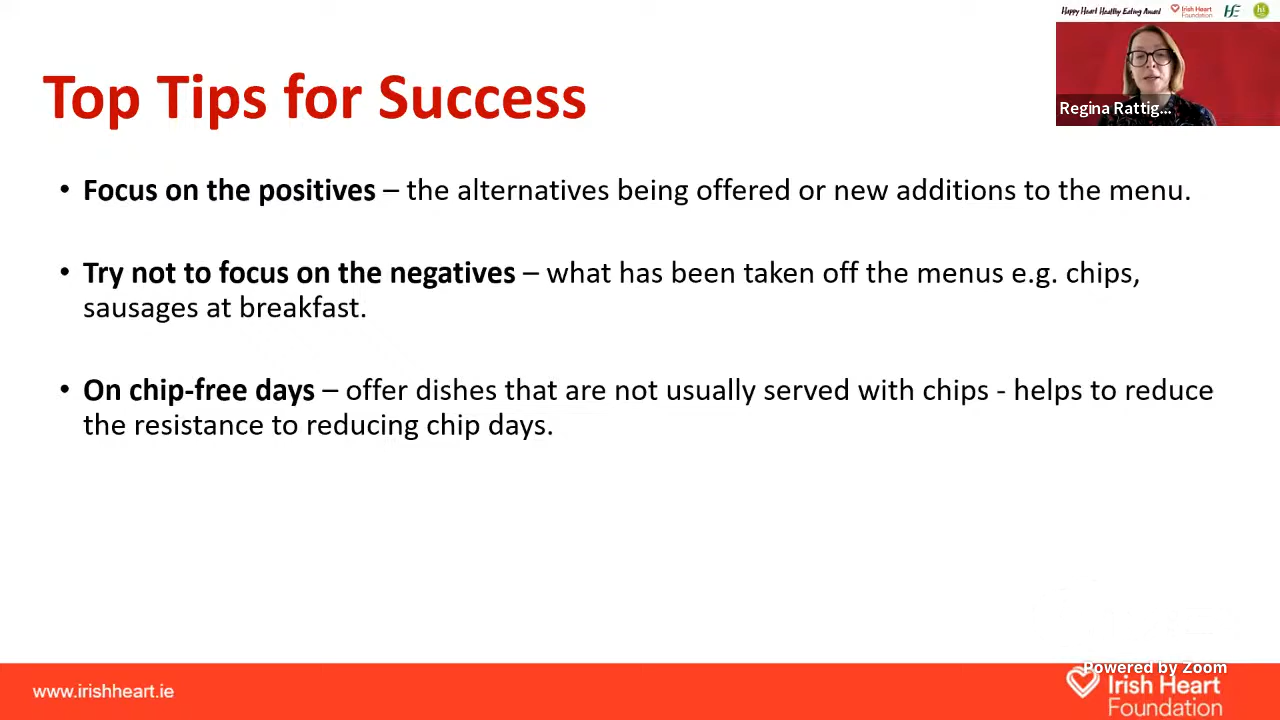 Happy Heart Healthy Eating Award
Irish Heart
Foundation
Regina Rattig...
Top Tips for Success
• Focus on the positives – the alternatives being offered or new additions to the menu.
• Try not to focus on the negatives – what has been taken off the menus e.g. chips,
sausages at breakfast.
• On chip-free days – offer dishes that are not usually served with chips - helps to reduce
the resistance to reducing chip days.
www.irishheart.ie
Powered by Zoom
Irish Heart
Foundation